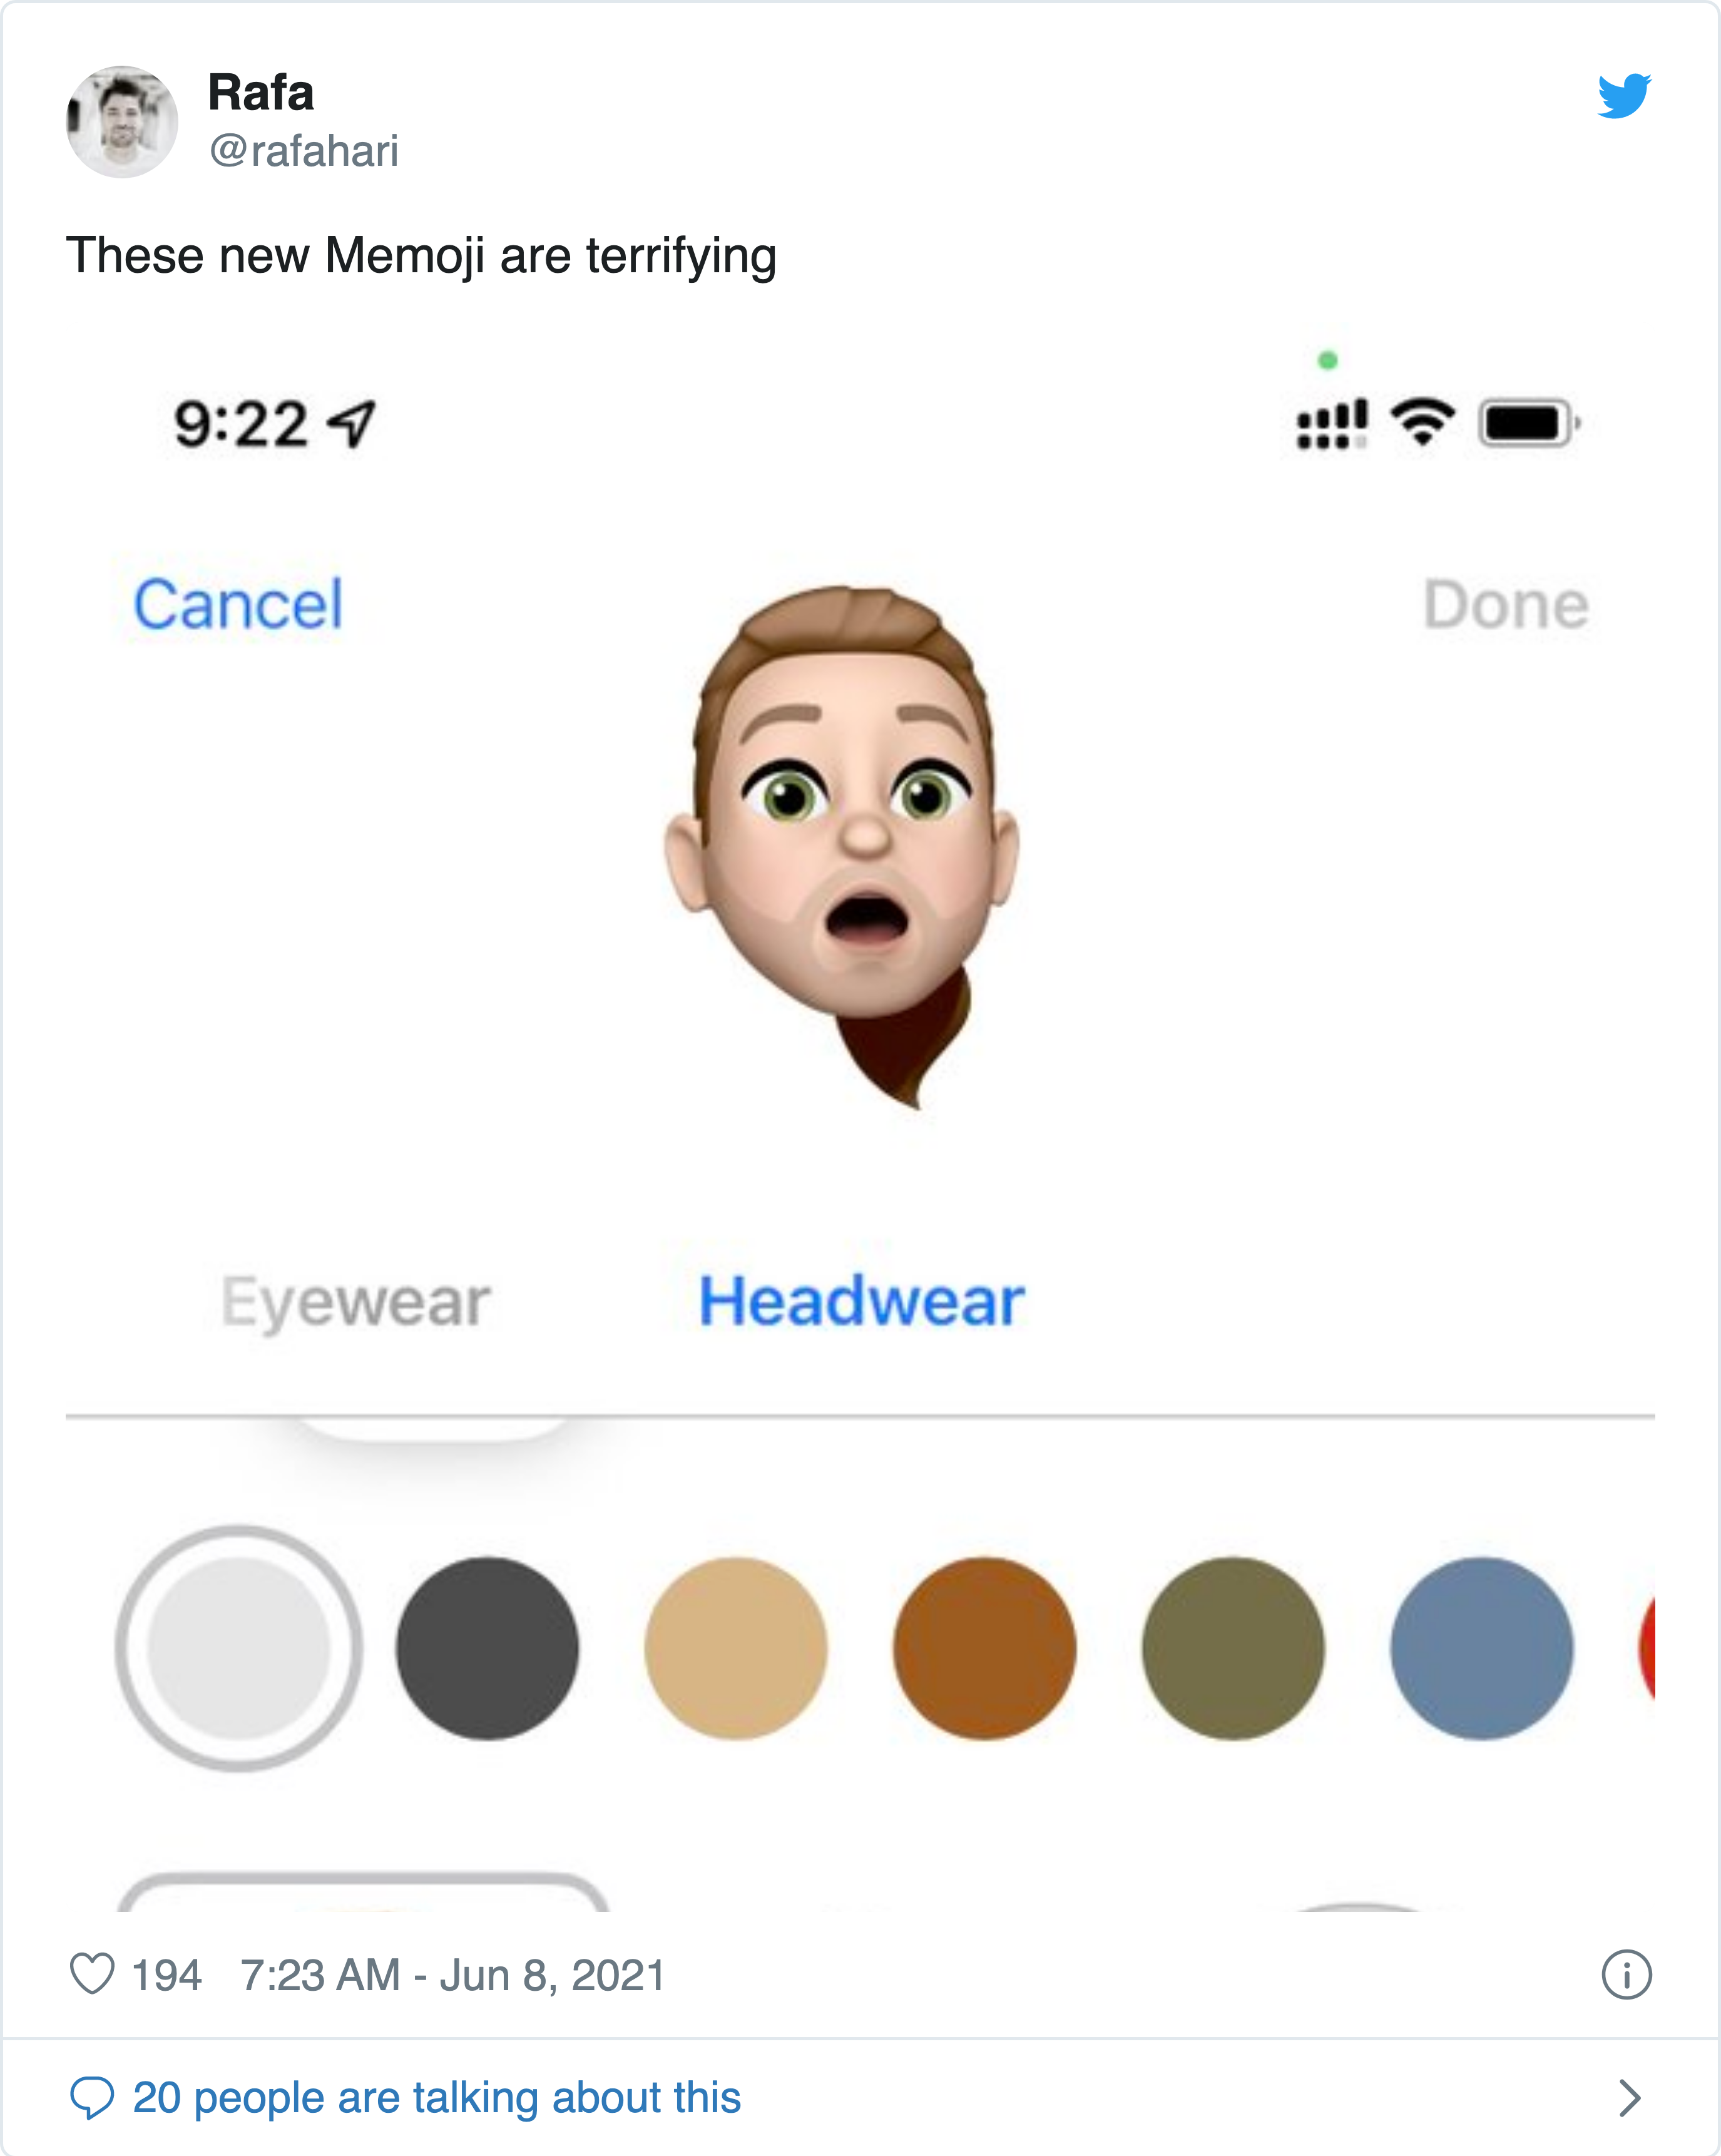 Rafa
@rafahari
These new Memoji are terrifying
9:22
Cancel
Done
Eyewear
Headwear
194 7:23 AM - Jun 8, 2021
20 people are talking about this